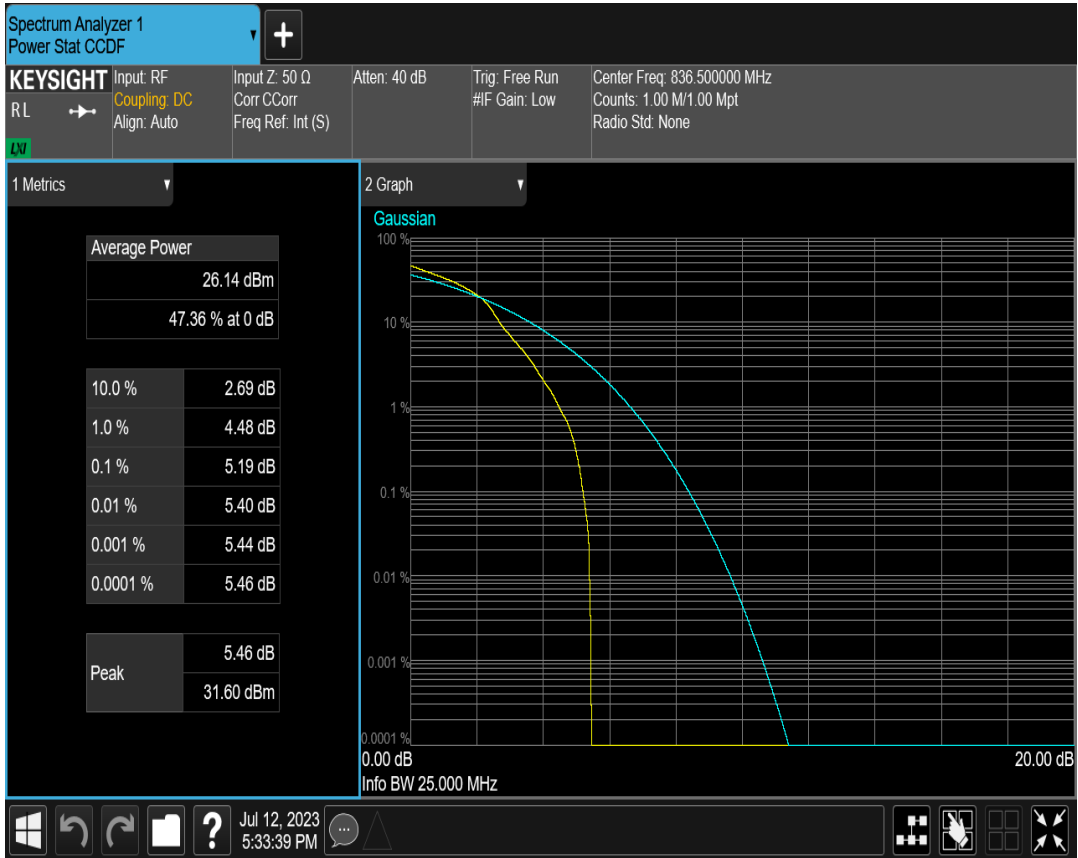 Spectrum Analyzer 1
Power Stat CCDF
+
KEYSIGHT
RL
LXI
Input: RF
Coupling: DC
Align: Auto
Input Z: 50 Ω
Corr CCorr
Freq Ref: Int (S)
Atten: 40 dB
Trig: Free Run
#IF Gain: Low
Center Freq: 836.500000 MHz
Counts: 1.00 M/1.00 Mpt
Radio Std: None
1 Metrics
Average Power
26.14 dBm
47.36 % at 0 dB
10.0 % 2.69 dB
1.0 % 4.48 dB
0.1 % 5.19 dB
0.01 % 5.40 dB
0.001 % 5.44 dB
0.0001 % 5.46 dB
Peak
5.46 dB
31.60 dBm
2 Graph
Gaussian
100 %
10 %
1 %
0.1 %
0.01 %
0.001 %
0.0001 %
0.00 dB 20.00 dB
Info BW 25.000 MHz
?
Jul 12, 2023
5:33:39 PM